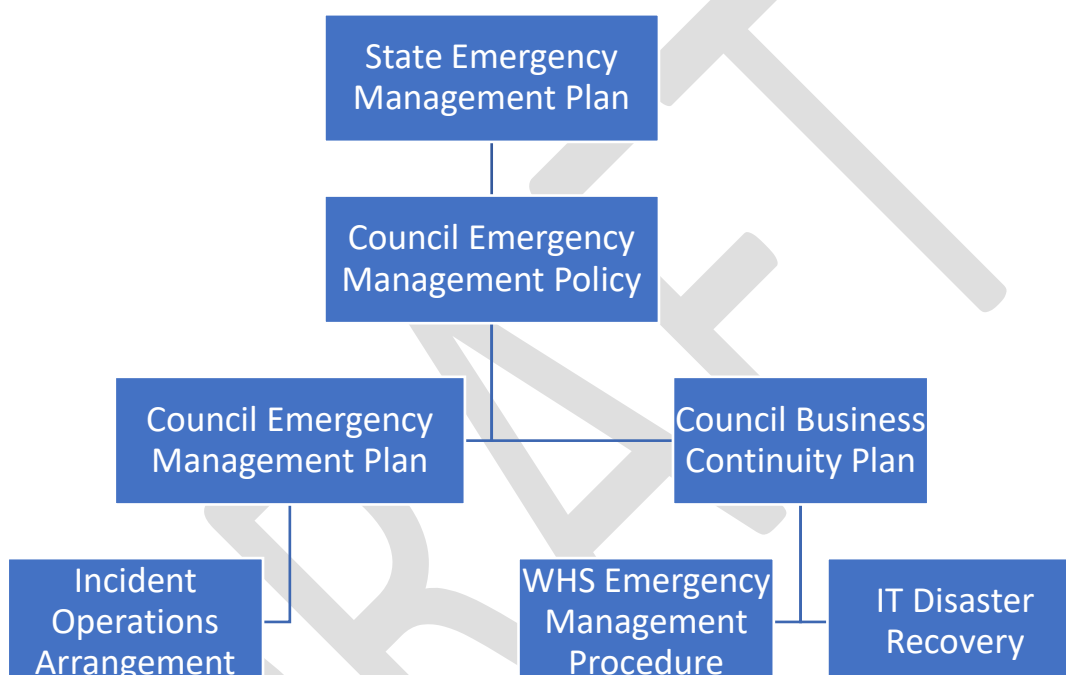 State Emergency
Management Plan
Council Emergency
Management Policy
Council Emergency
Management Plan
Council Business
Continuity Plan
Incident
Operations
Arrangement
WHS Emergency
Management
Procedure
IT Disaster
Recovery
DRAFT